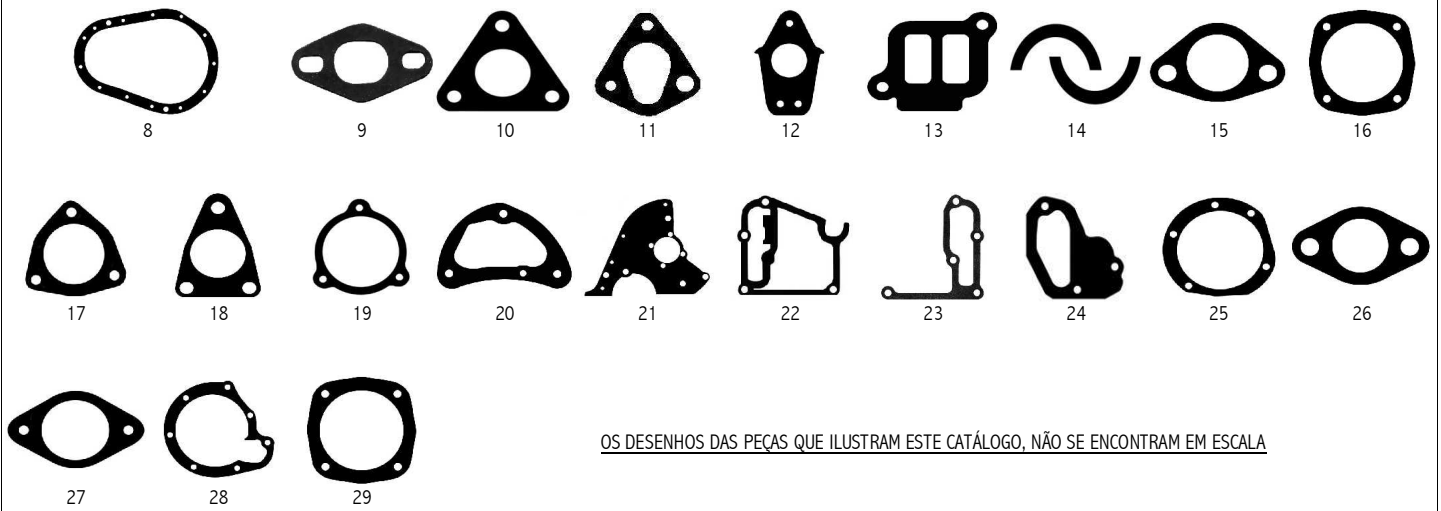 8 9 10 11 12 13 14 15 16
17 18 19 20 21 22 23 24 25 26
OS DESENHOS DAS PEÇAS QUE ILUSTRAM ESTE CATÁLOGO, NÃO SE ENCONTRAM EM ESCALA
27 28 29